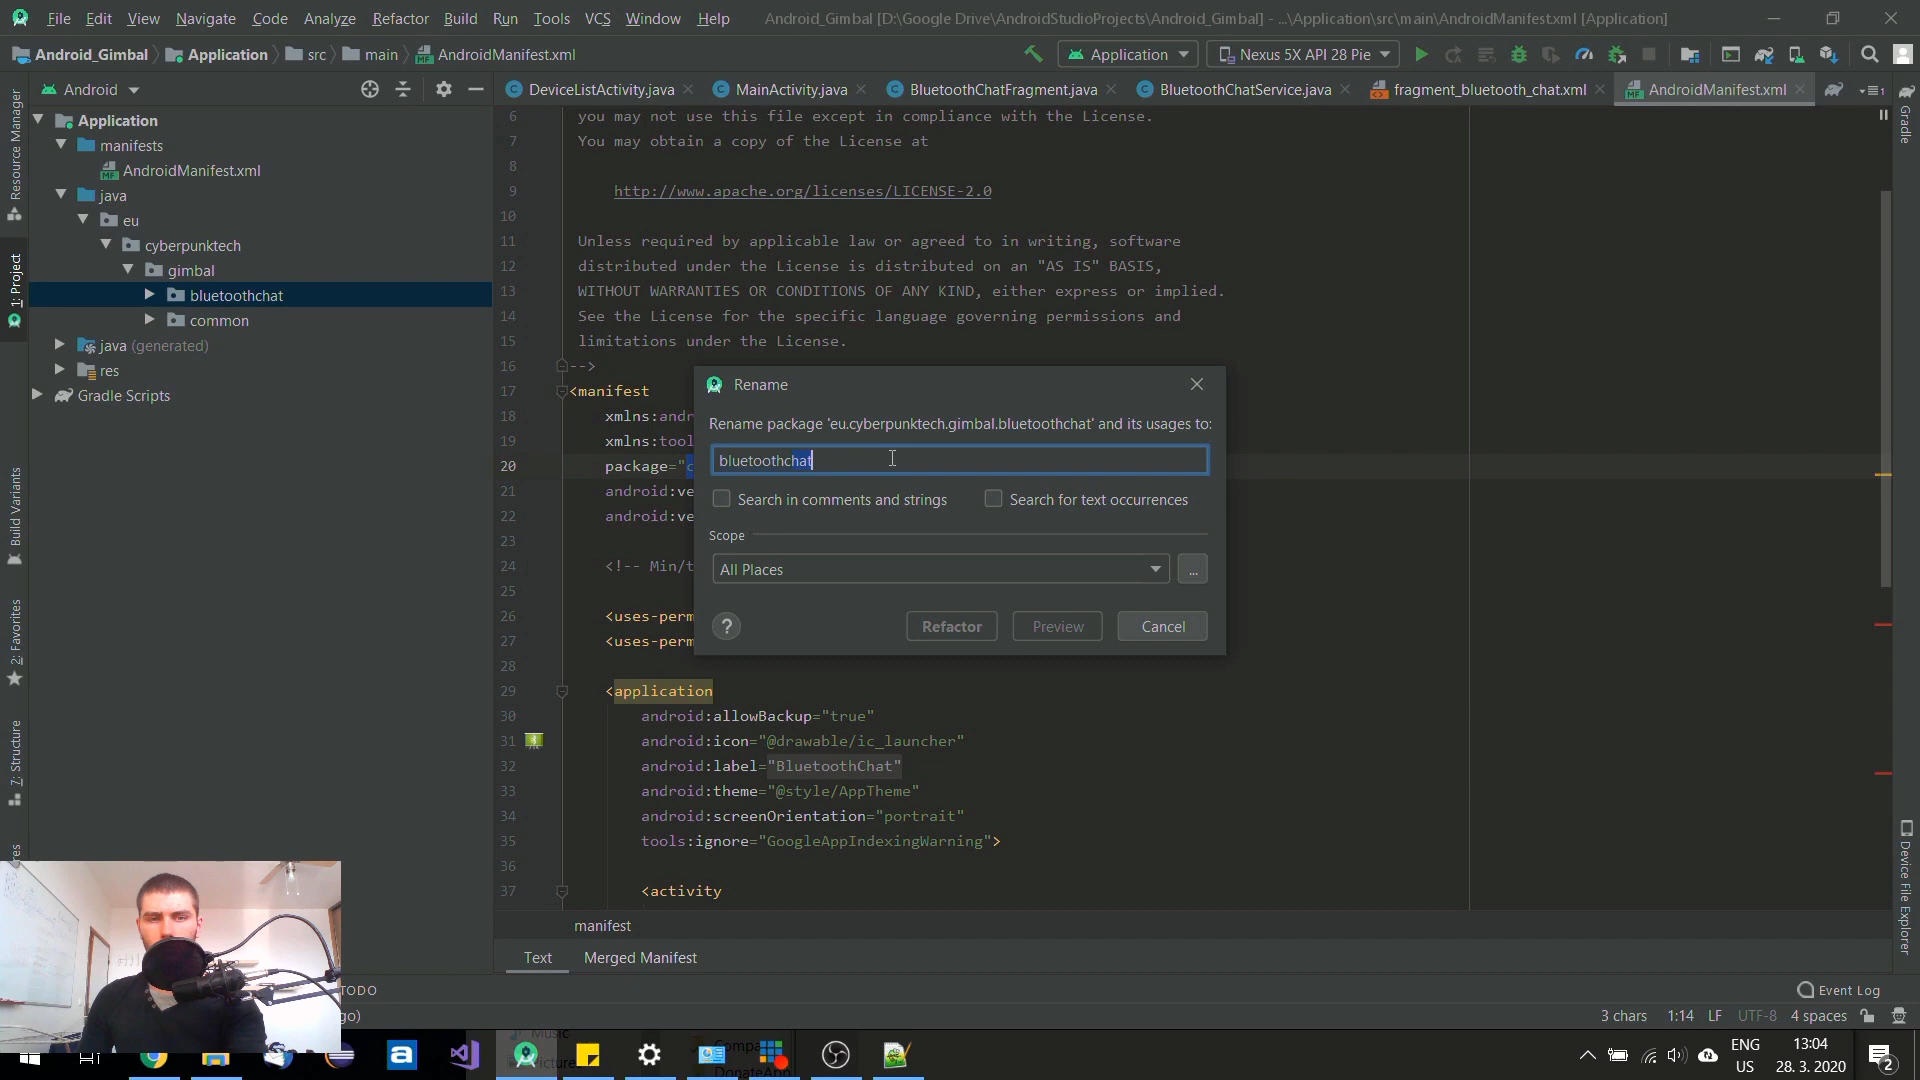 File Edit View Navigate Code Analyze Refactor Build Run Tools VCS Window Help Android_Gimbal [D:\Google Drive\AndroidStudioProjects\Android_Gimbal] - ...\Application\src\main\AndroidManifest.xml [Application]
Android_Gimbal Application src main AndroidManifest.xml Application Nexus 5X API 28 Pie
Android DeviceListActivity.java MainActivity.java BluetoothChatFragment.java BluetoothChatService.java fragment_bluetooth_chat.xml AndroidManifest.xml
Resource Manager
1: Project
Build Variants
2: Favorites
7: Structure
Gradle
Device File Explorer
Application
manifests
AndroidManifest.xml
java
eu
cyberpunktech
gimbal
bluetoothchat
common
java (generated)
res
Gradle Scripts
6 you may not use this file except in compliance with the License.
7 You may obtain a copy of the License at
8
9 http://www.apache.org/licenses/LICENSE-2.0
10
11 Unless required by applicable law or agreed to in writing, software
12 distributed under the License is distributed on an "AS IS" BASIS,
13 WITHOUT WARRANTIES OR CONDITIONS OF ANY KIND, either express or implied.
14 See the License for the specific language governing permissions and
15 limitations under the License.
16 -->
17 <manifest
18 xmlns:andr
19 xmlns:tool
20 package="c
21 android:ve
22 android:ve
23
24 <!-- Min/t
25
26 <uses-perm
27 <uses-perm
28
29 <application
30 android:allowBackup="true"
31 android:icon="@drawable/ic_launcher"
32 android:label="BluetoothChat"
33 android:theme="@style/AppTheme"
34 android:screenOrientation="portrait"
35 tools:ignore="GoogleAppIndexingWarning">
36
37 <activity
Rename
Rename package 'eu.cyberpunktech.gimbal.bluetoothchat' and its usages to:
bluetoothchat
Search in comments and strings Search for text occurrences
Scope
All Places ...
? Refactor Preview Cancel
manifest
Text Merged Manifest
TODO Event Log
go) 3 chars 1:14 LF UTF-8 4 spaces
ENG
US
13:04
28. 3. 2020
2